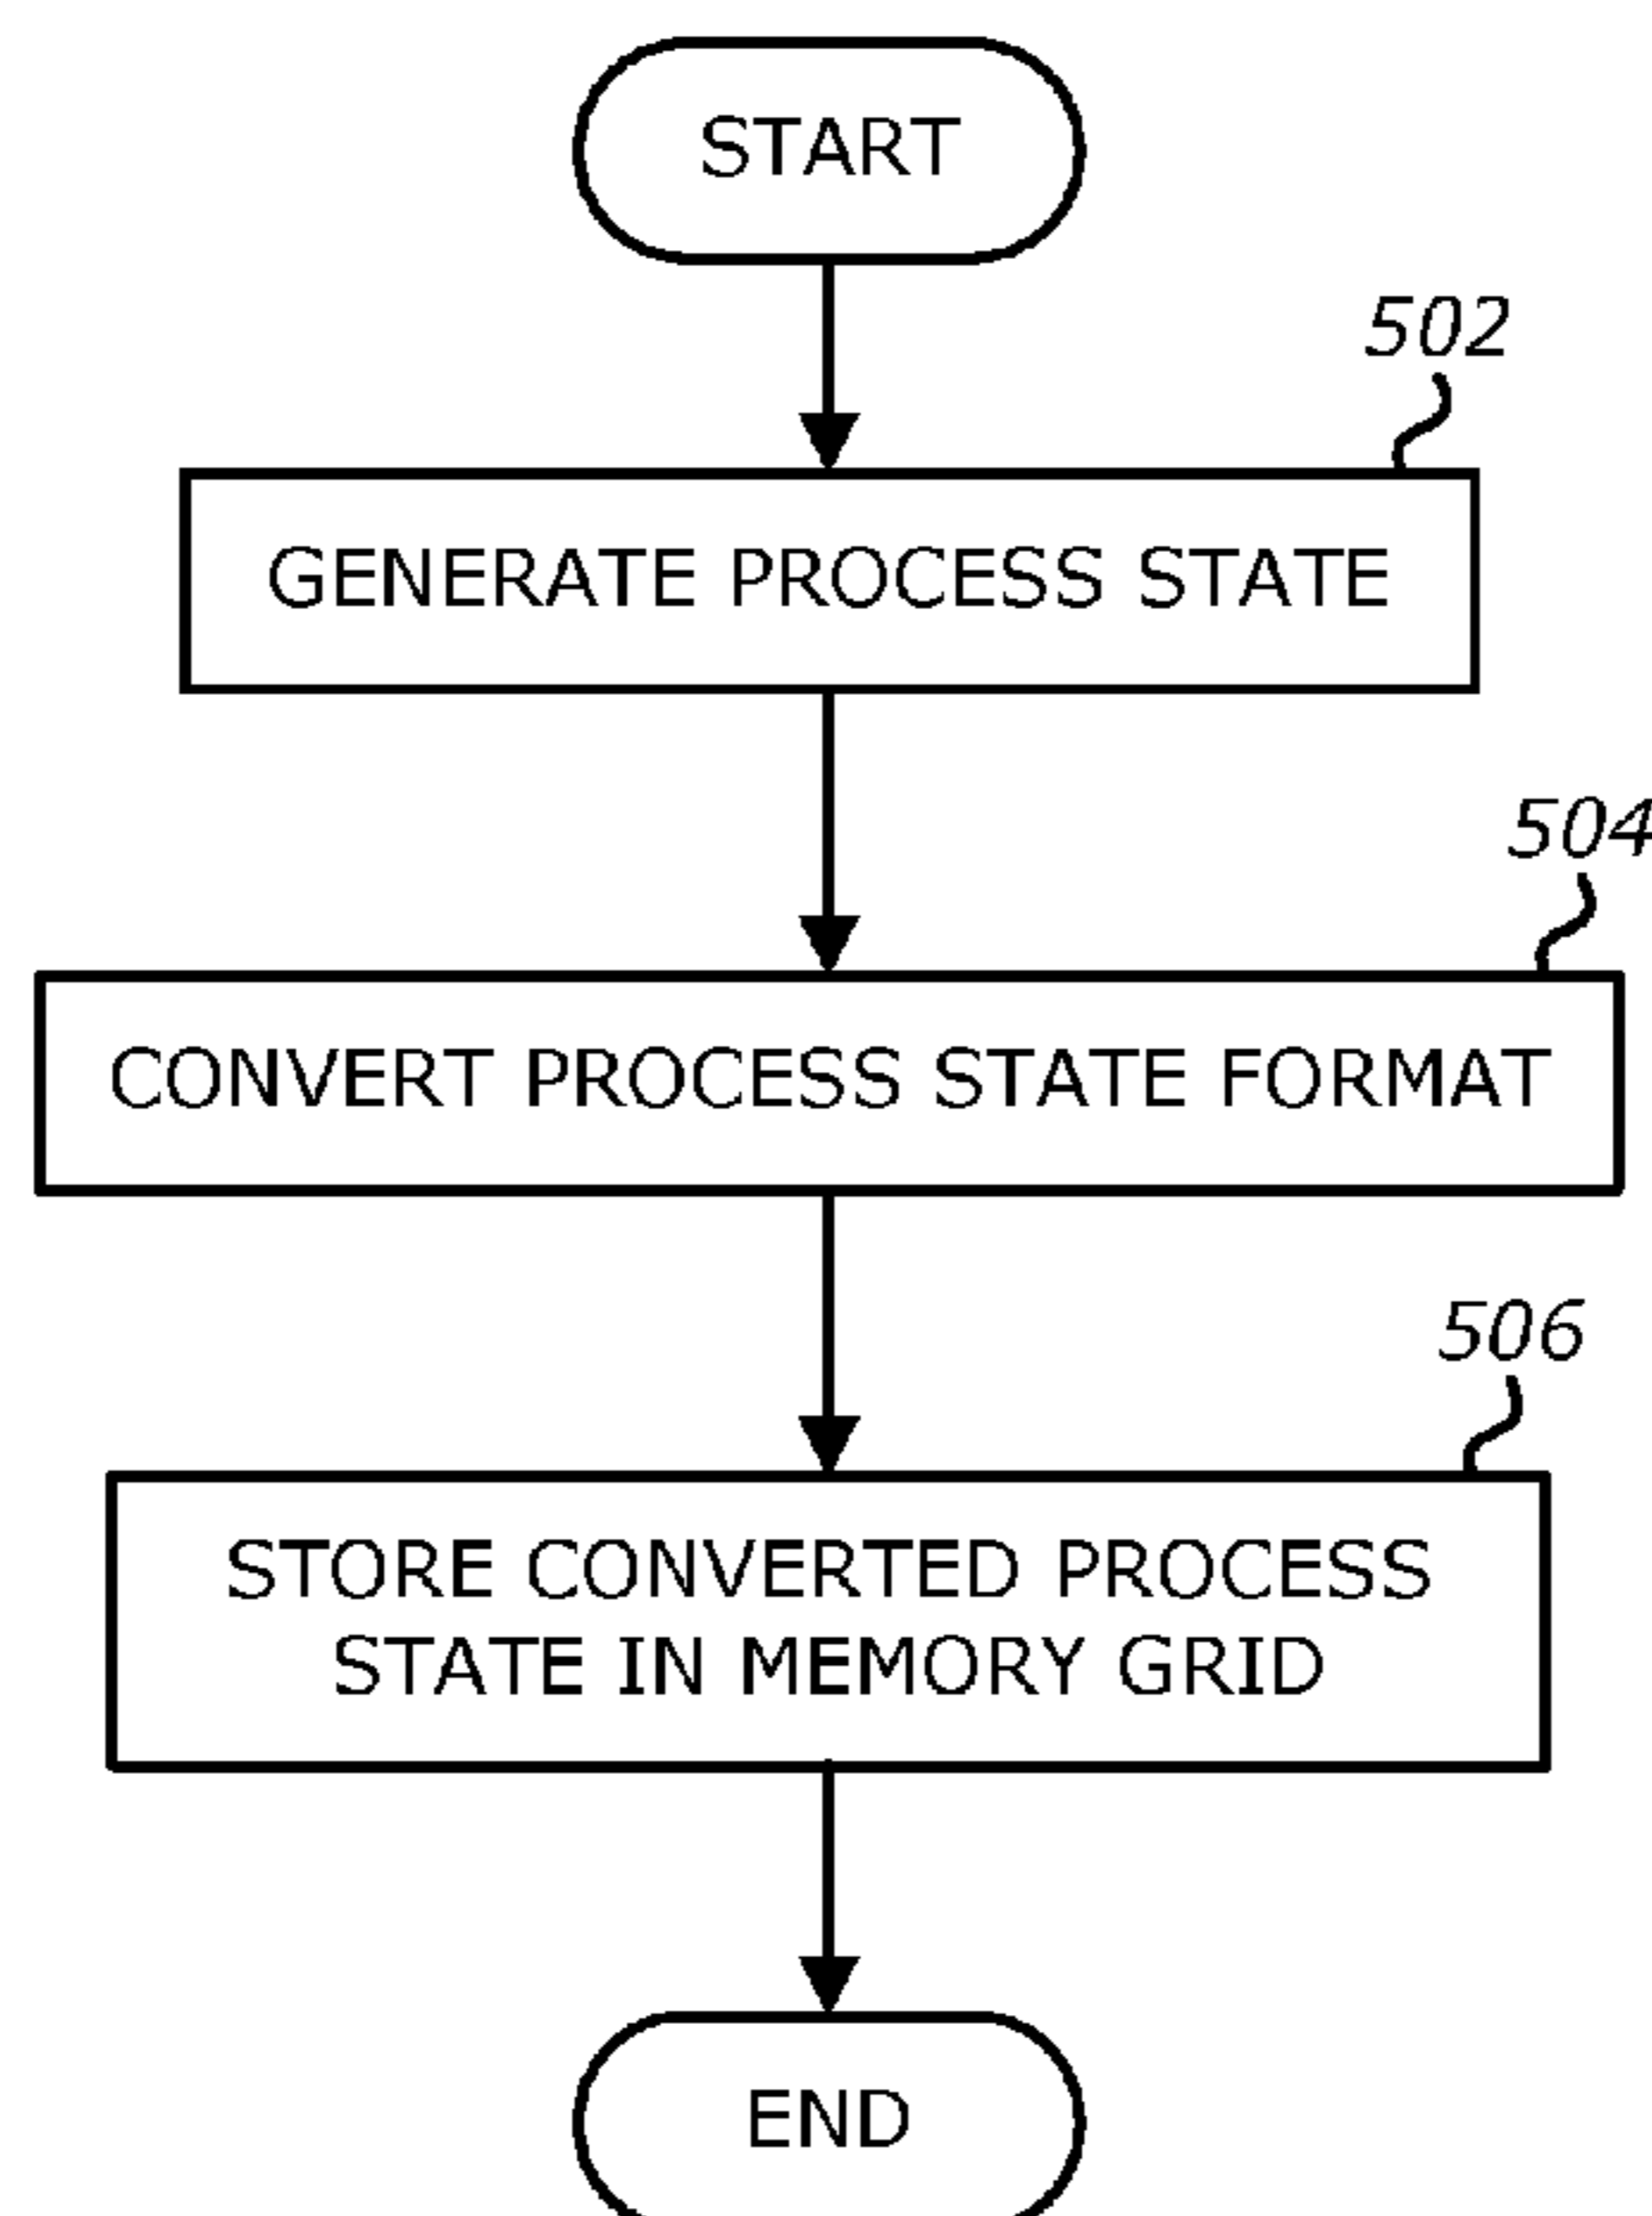 START
502
GENERATE PROCESS STATE
504
CONVERT PROCESS STATE FORMAT
506
STORE CONVERTED PROCESS
STATE IN MEMORY GRID
END